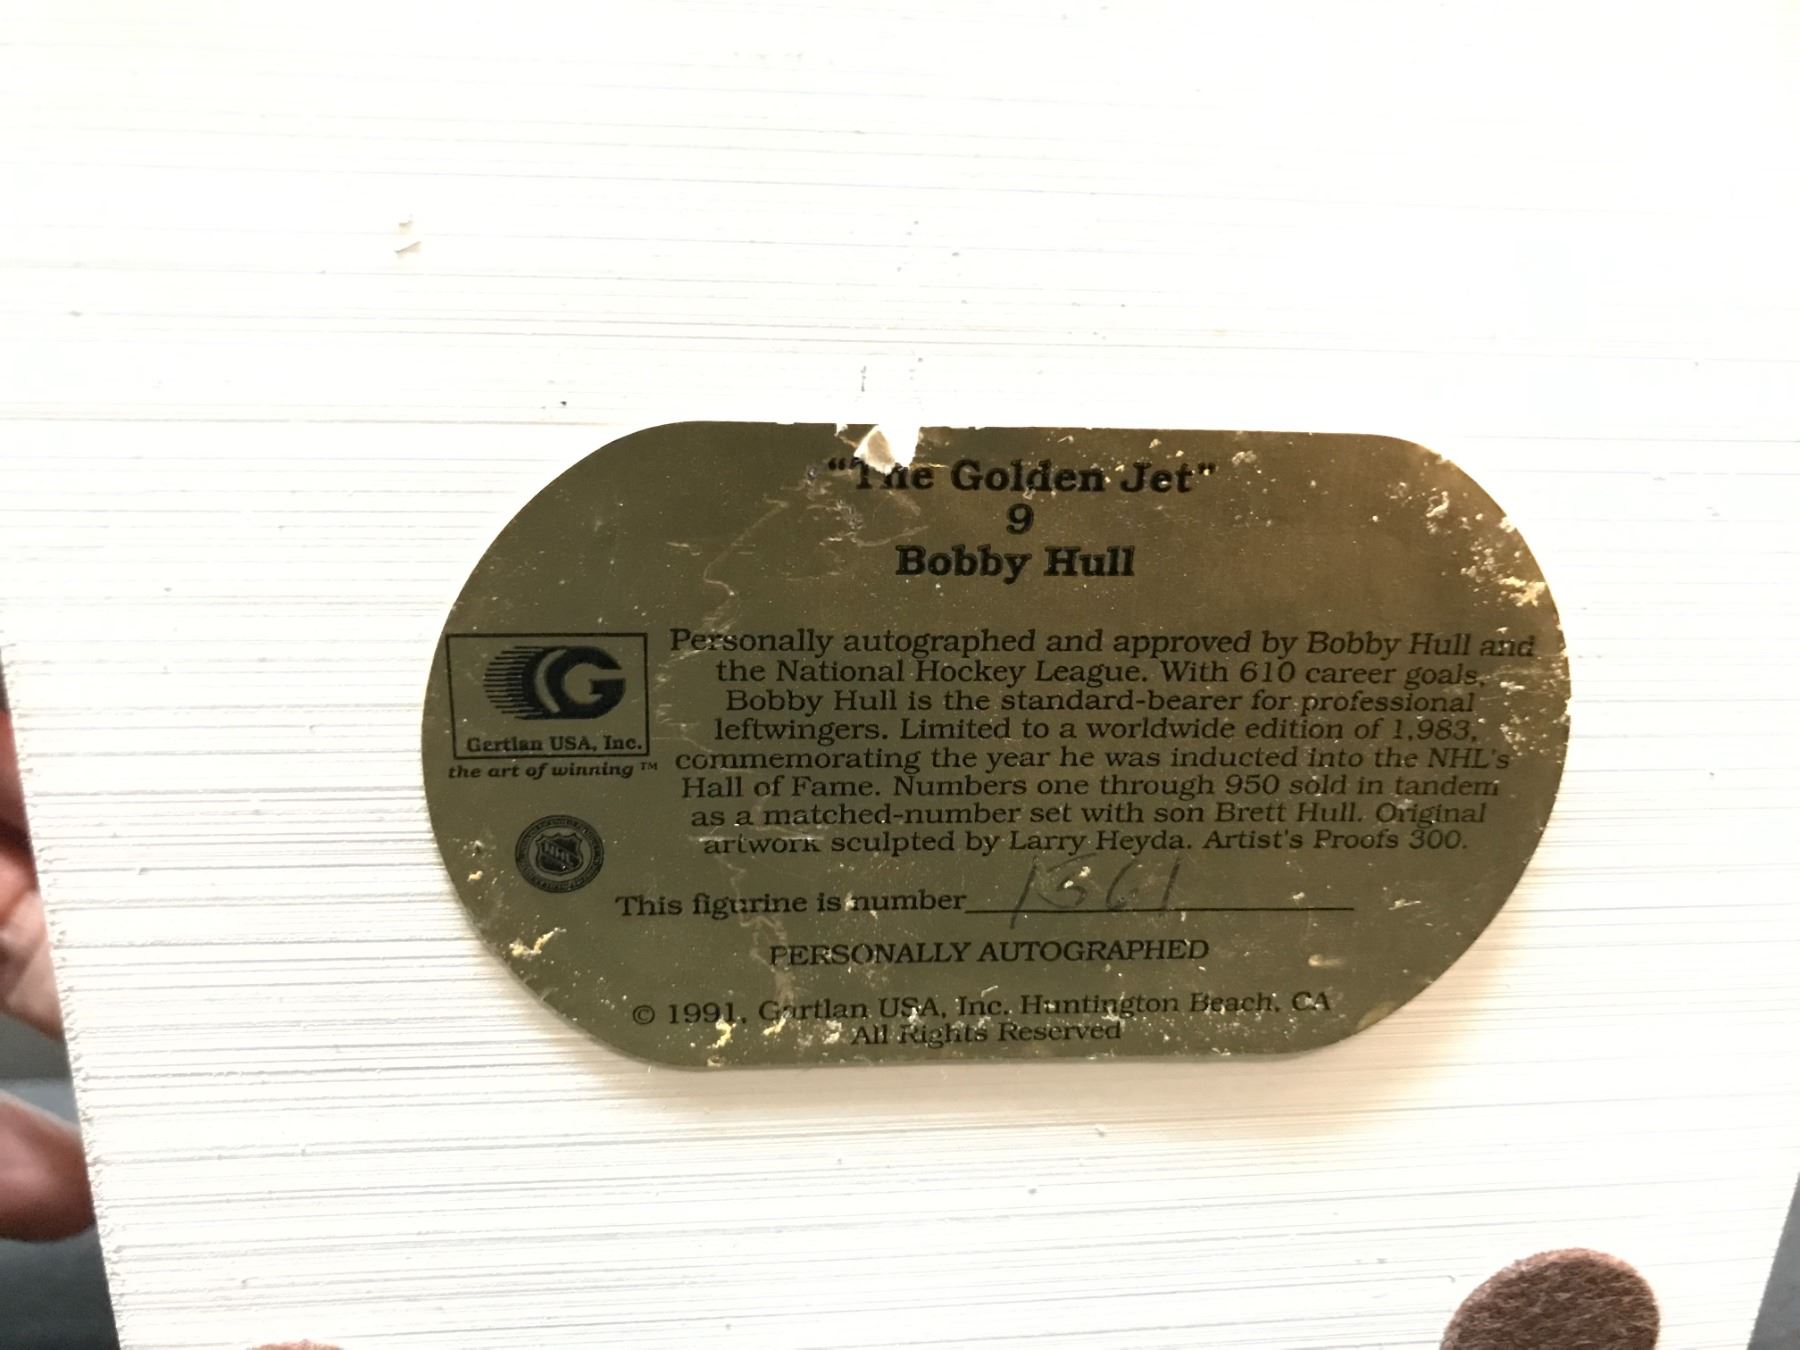 "The Golden Jet"
9
Bobby Hull
Personally autographed and approved by Bobby Hull and
the National Hockey League. With 610 career goals,
Bobby Hull is the standard-bearer for professional
leftwingers. Limited to a worldwide edition of 1,983,
commemorating the year he was inducted into the NHL's
Hall of Fame. Numbers one through 950 sold in tandem
as a matched-number set with son Brett Hull. Original
artwork sculpted by Larry Heyda. Artist's Proofs 300.
Gartlan USA, Inc.
the art of winning ™
NHL
This figurine is number 1361
PERSONALLY AUTOGRAPHED
© 1991, Gartlan USA, Inc. Huntington Beach, CA
All Rights Reserved